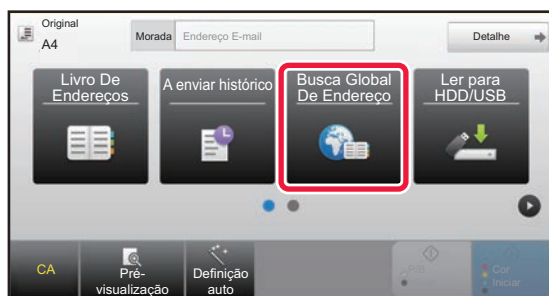 Original
A4
Morada
Endereço E-mail
Detalhe
Livro De
Endereços
A enviar histórico
Busca Global
De Endereço
Ler para
HDD/USB
CA
Pré-
visualização
Definição
auto
P/B
Iniciar
Cor
Iniciar